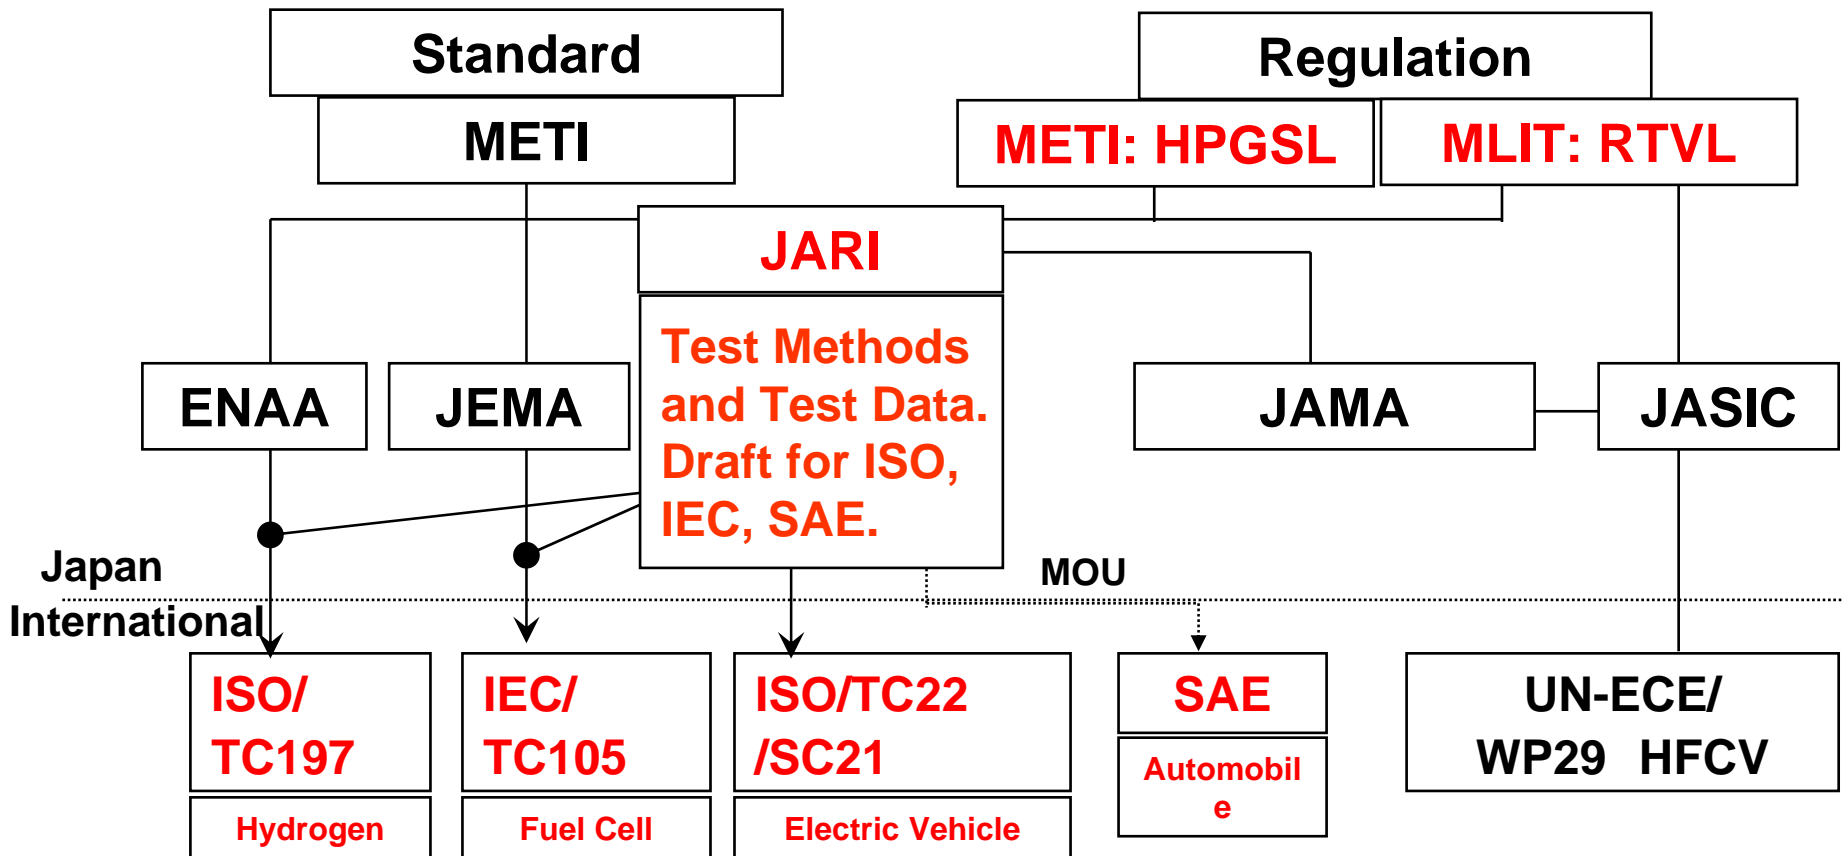 Standard
Regulation
METI
METI: HPGSL
MLIT: RTVL
JARI
Test Methods
and Test Data.
Draft for ISO,
IEC, SAE.
ENAA
JEMA
JAMA
JASIC
Japan
MOU
International
ISO/
TC197
Hydrogen
IEC/
TC105
Fuel Cell
ISO/TC22
/SC21
Electric Vehicle
SAE
Automobil
e
UN-ECE/
WP29 HFCV